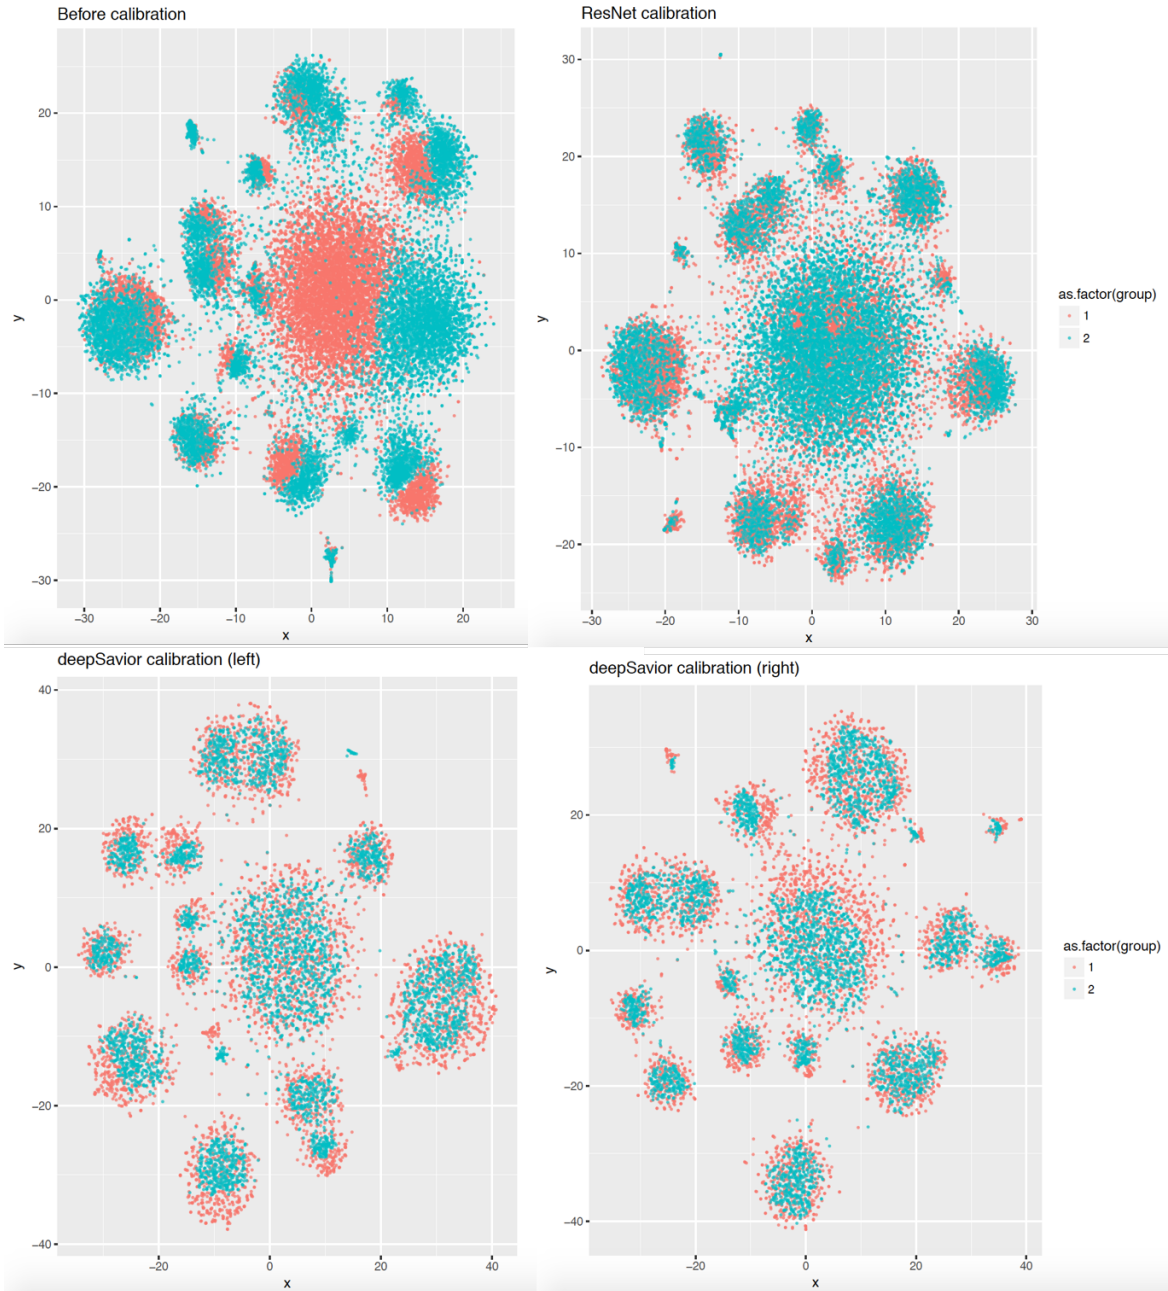 Before calibration
20
10
0
−10
−20
−30
y
−30 −20 −10 0 10 20
x
ResNet calibration
30
20
10
0
−10
−20
y
−30 −20 −10 0 10 20 30
x
as.factor(group)
1
2
deepSavior calibration (left)
40
20
0
−20
−40
y
−20 0 20 40
x
deepSavior calibration (right)
20
0
−20
−40
y
−20 0 20 40
x
as.factor(group)
1
2